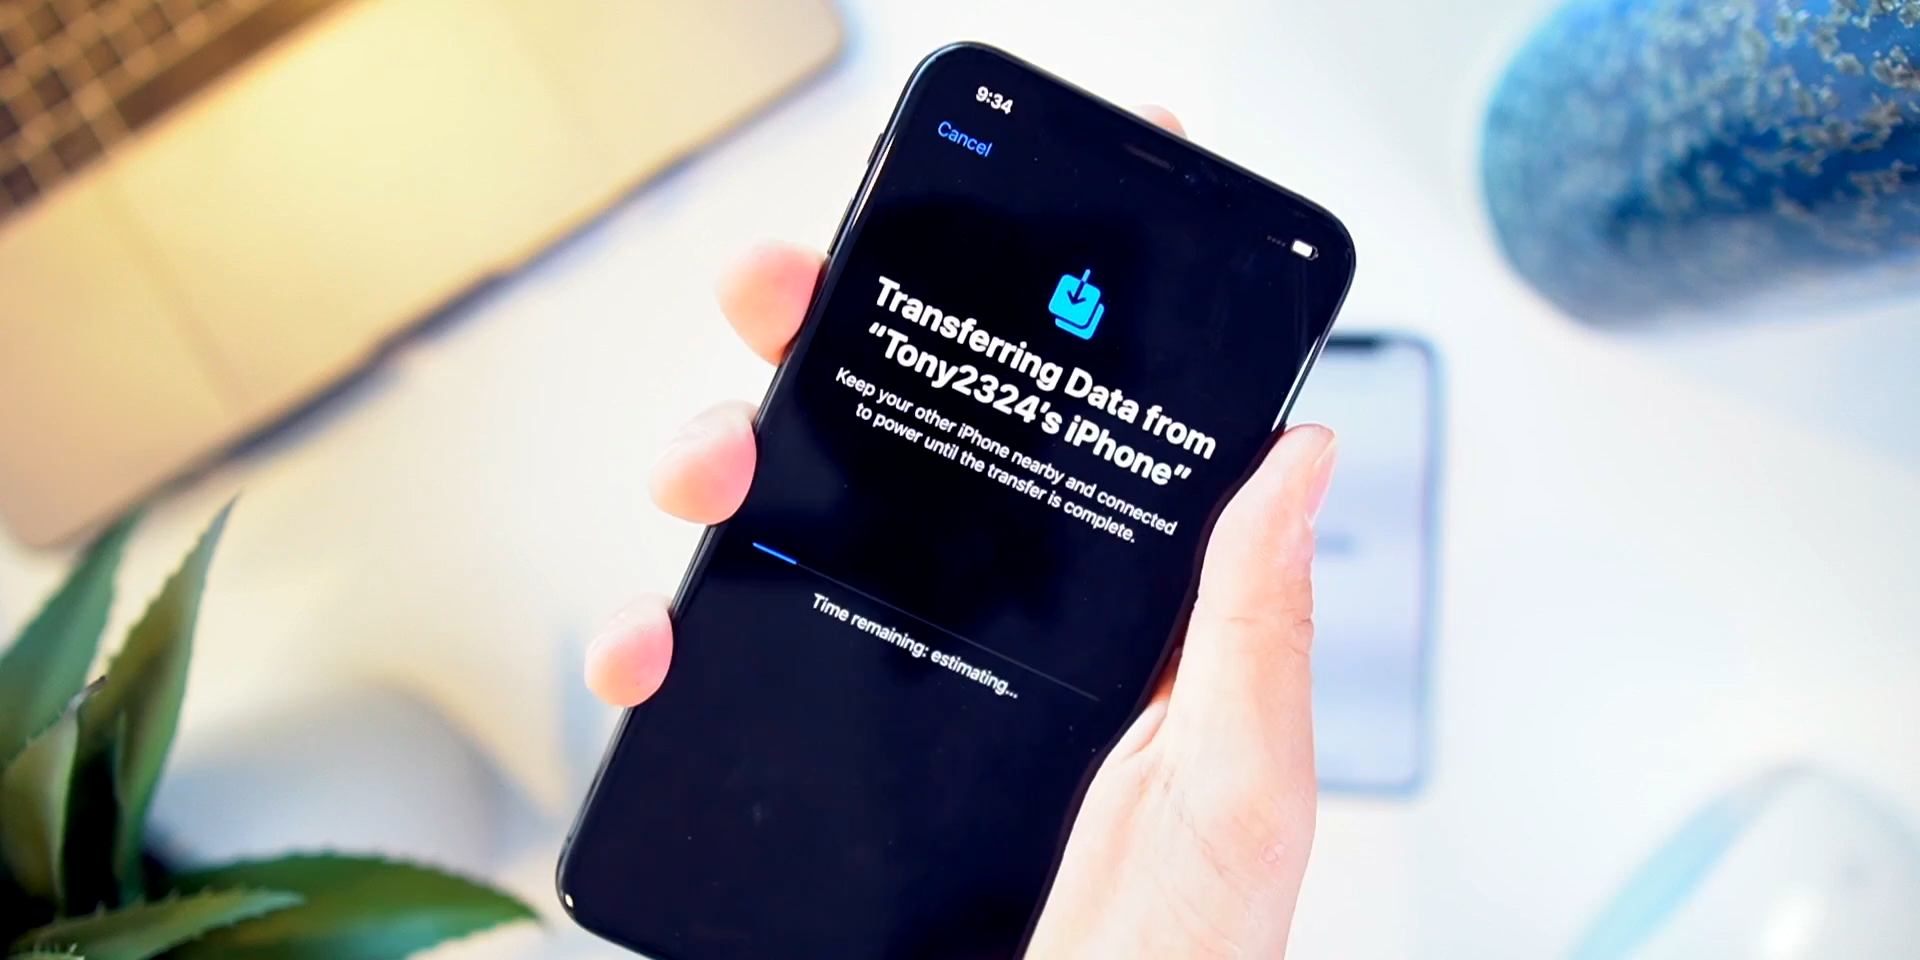 9:34
Cancel
Transferring Data from
“Tony2324's iPhone”
Keep your other iPhone nearby and connected
to power until the transfer is complete.
Time remaining: estimating...